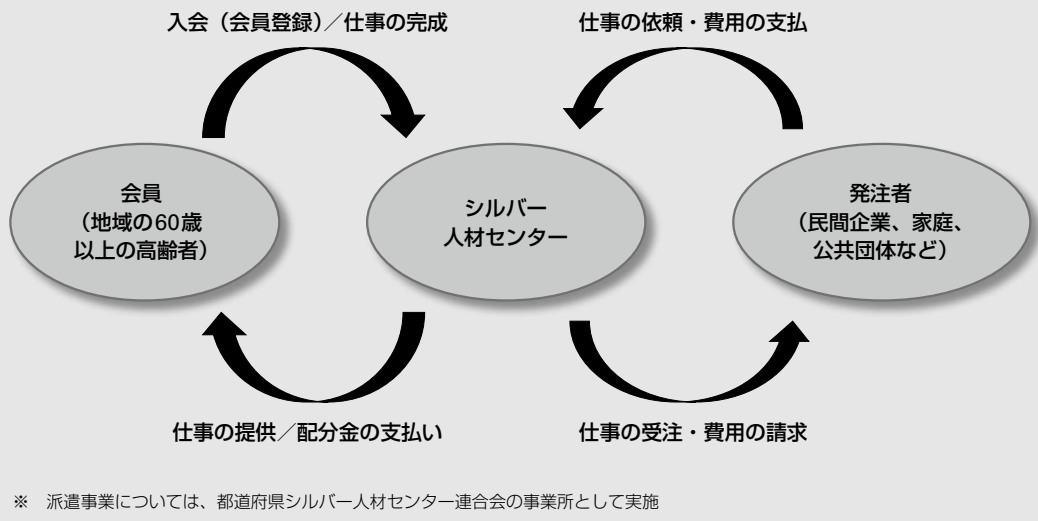 入会（会員登録）／仕事の完成
仕事の依頼・費用の支払
会員
（地域の60歳
以上の高齢者）
シルバー
人材センター
発注者
（民間企業、家庭、
公共団体など）
仕事の提供／配分金の支払い
仕事の受注・費用の請求
※　派遣事業については、都道府県シルバー人材センター連合会の事業所として実施